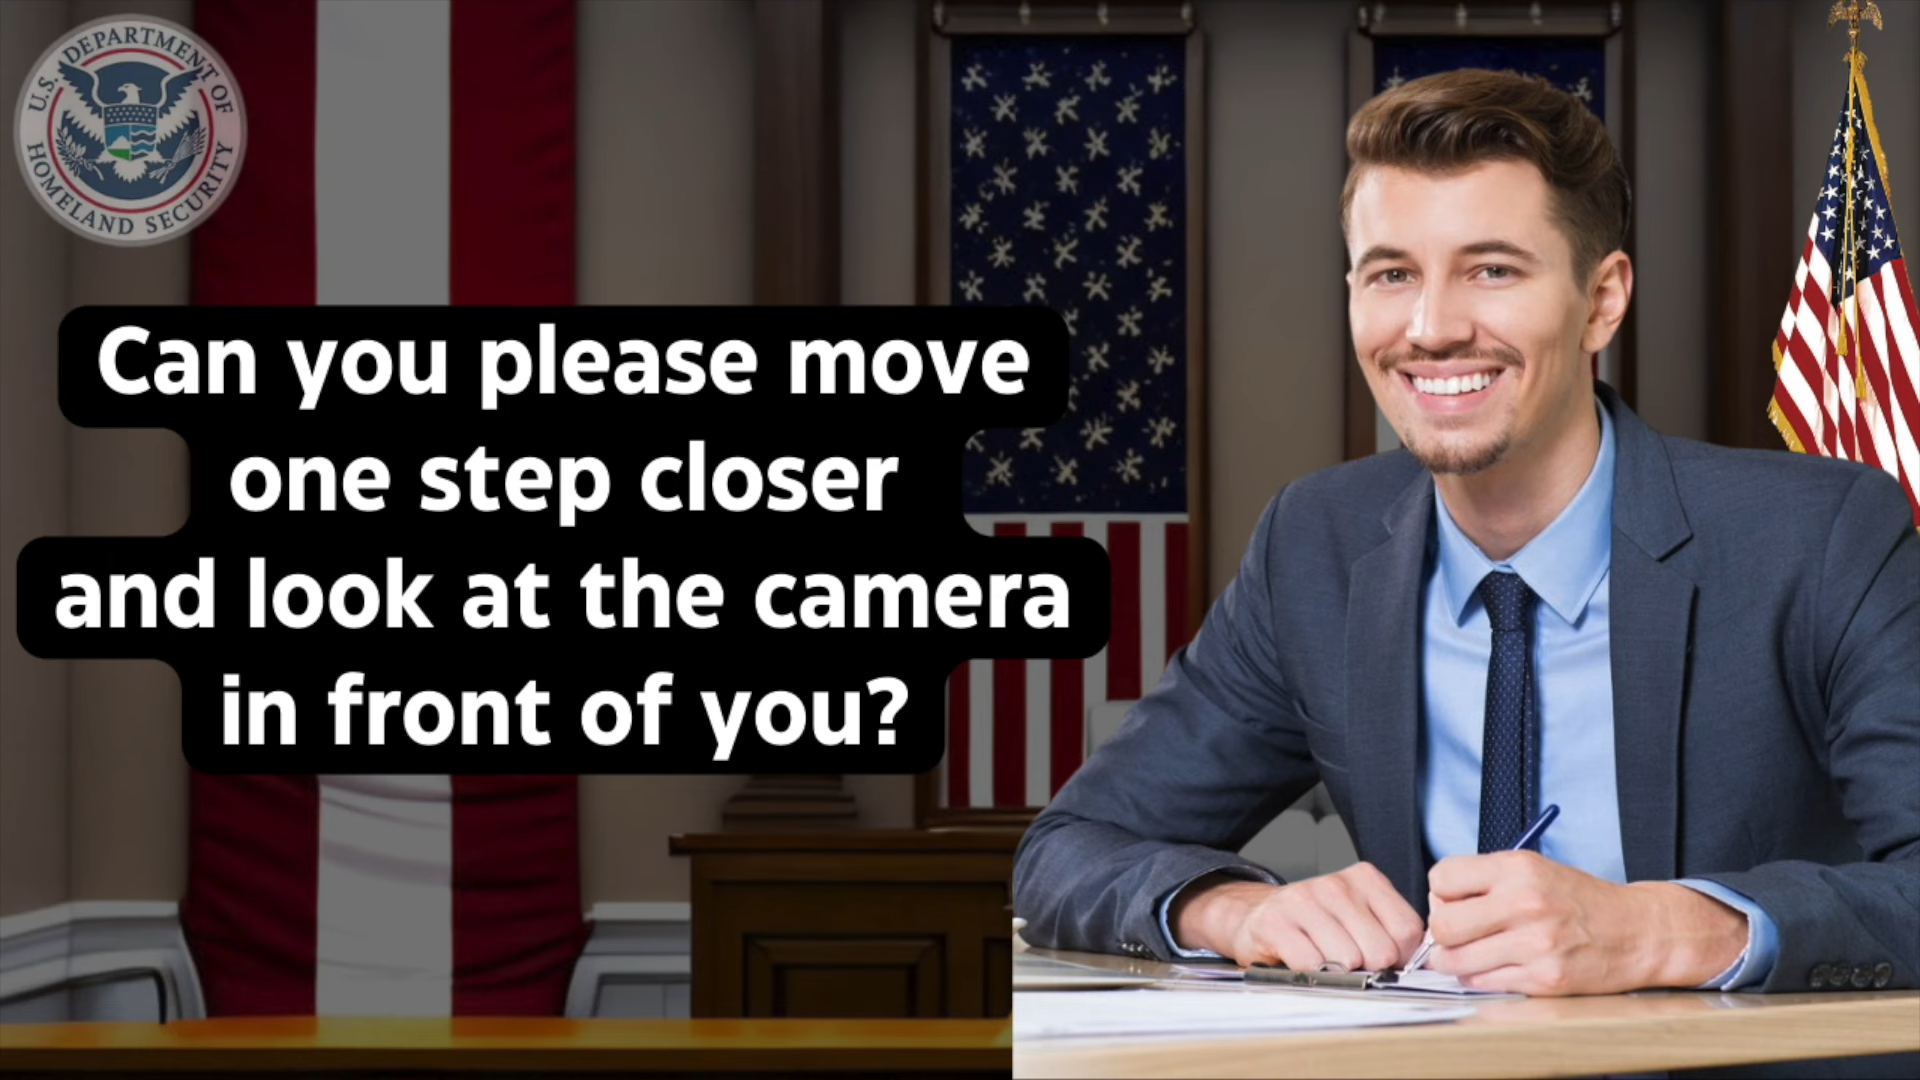 U.S. DEPARTMENT OF
HOMELAND SECURITY
Can you please move
one step closer
and look at the camera
in front of you?